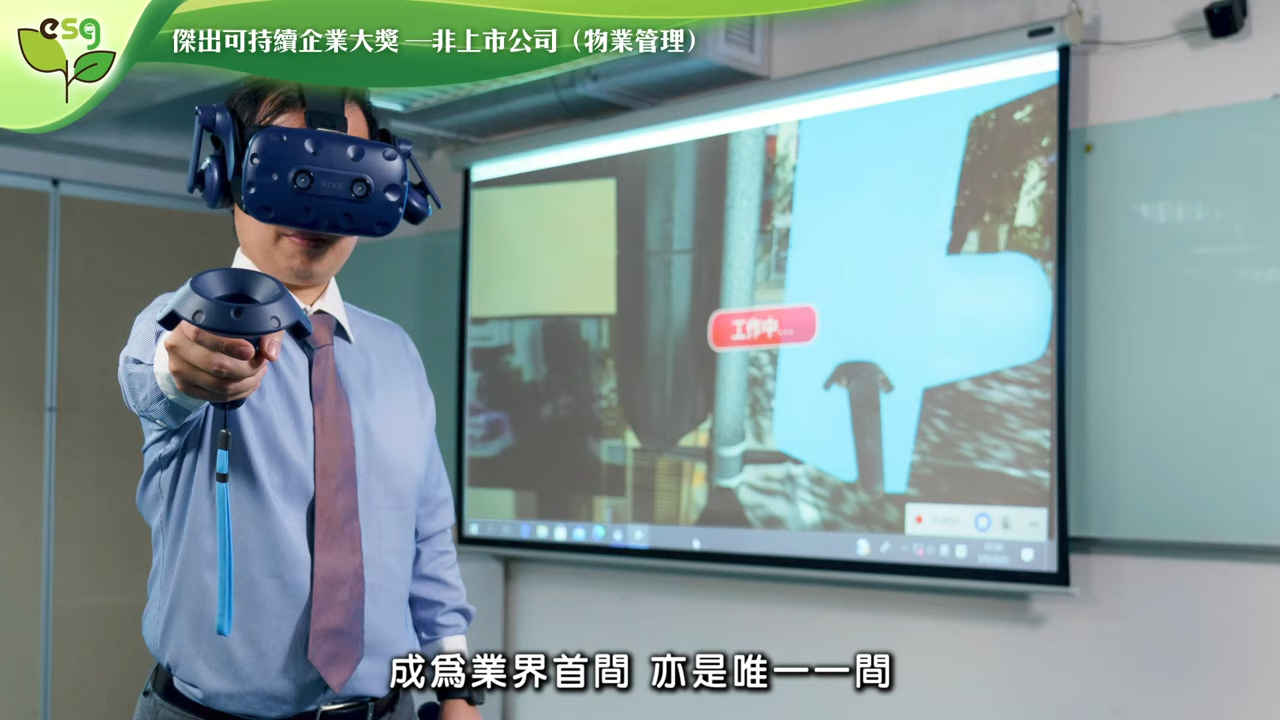 esg
傑出可持續企業大獎 — 非上市公司（物業管理）
VIVE
工作中...
成為業界首間 亦是唯一一間